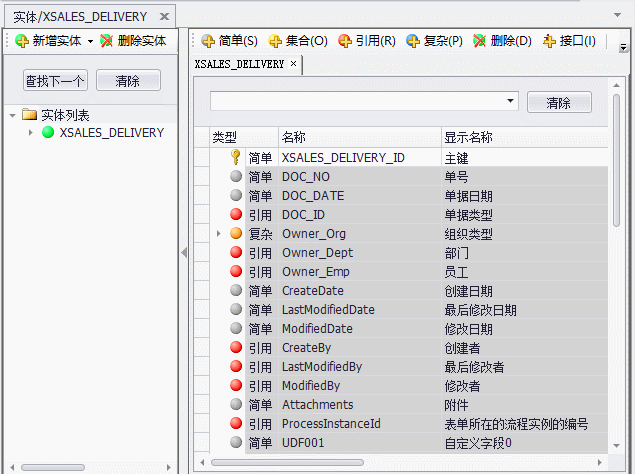 实体/XSALES_DELIVERY
新增实体 删除实体
查找下一个 清除
实体列表
XSALES_DELIVERY
简单(S) 集合(O) 引用(R) 复杂(P) 删除(D) 接口(I)
XSALES_DELIVERY
清除
类型 名称 显示名称
简单 XSALES_DELIVERY_ID 主键
简单 DOC_NO 单号
简单 DOC_DATE 单据日期
引用 DOC_ID 单据类型
复杂 Owner_Org 组织类型
引用 Owner_Dept 部门
引用 Owner_Emp 员工
简单 CreateDate 创建日期
简单 LastModifiedDate 最后修改日期
简单 ModifiedDate 修改日期
引用 CreateBy 创建者
引用 LastModifiedBy 最后修改者
引用 ModifiedBy 修改者
简单 Attachments 附件
引用 ProcessInstanceId 表单所在的流程实例的编号
简单 UDF001 自定义字段0